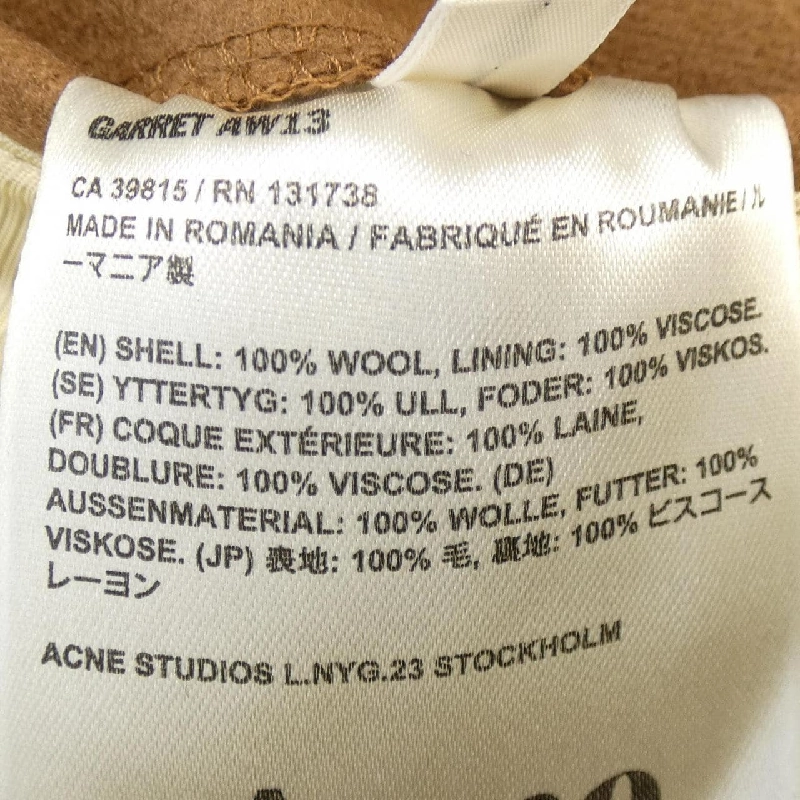 GARRET AW13
CA 39815 / RN 131738
MADE IN ROMANIA / FABRIQUÉ EN ROUMANIE / ル
ーマニア製
(EN) SHELL: 100% WOOL, LINING: 100% VISCOSE.
(SE) YTTERTYG: 100% ULL, FODER: 100% VISKOS.
(FR) COQUE EXTÉRIEURE: 100% LAINE,
DOUBLURE: 100% VISCOSE. (DE)
AUSSENMATERIAL: 100% WOLLE, FUTTER: 100%
VISKOSE. (JP) 表地: 100% 毛, 裏地: 100% ビスコース
レーヨン
ACNE STUDIOS L.NYG.23 STOCKHOLM